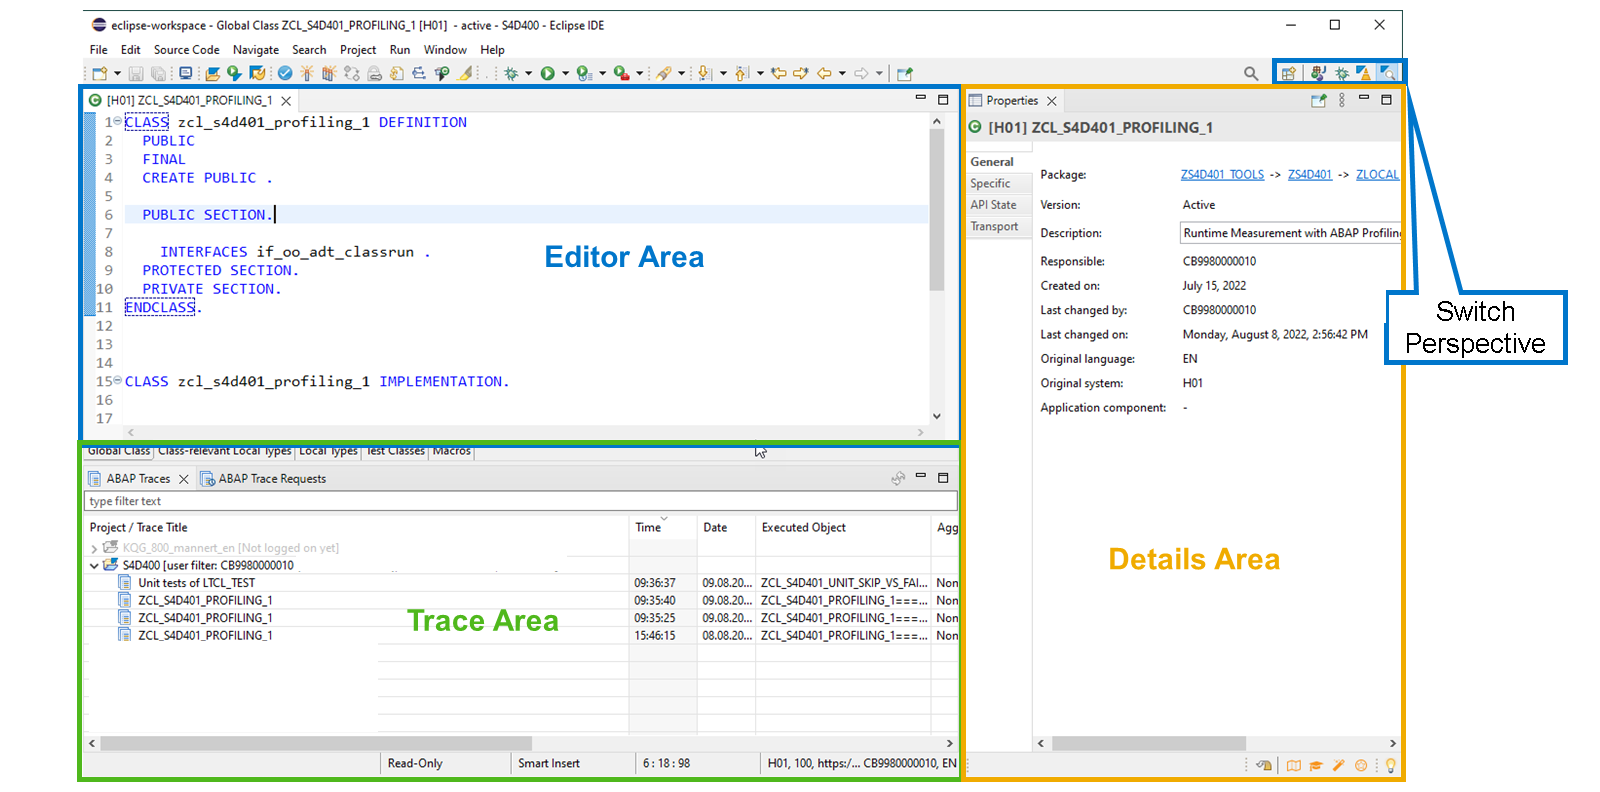 eclipse-workspace - Global Class ZCL_S4D401_PROFILING_1 [H01] - active - S4D400 - Eclipse IDE
File Edit Source Code Navigate Search Project Run Window Help
[H01] ZCL_S4D401_PROFILING_1
1 CLASS zcl_s4d401_profiling_1 DEFINITION
2 PUBLIC
3 FINAL
4 CREATE PUBLIC .
5
6 PUBLIC SECTION.
7
8 INTERFACES if_oo_adt_classrun .
9 PROTECTED SECTION.
10 PRIVATE SECTION.
11 ENDCLASS.
12
13
14
15 CLASS zcl_s4d401_profiling_1 IMPLEMENTATION.
16
17
Editor Area
Global Class Class-relevant Local Types Local Types Test Classes Macros
ABAP Traces ABAP Trace Requests
type filter text
Project / Trace Title Time Date Executed Object Agg
KQG_800_mannert_en [Not logged on yet]
S4D400 [user filter: CB9980000010
Unit tests of LTCL_TEST 09:36:37 09.08.20... ZCL_S4D401_UNIT_SKIP_VS_FAI... Non
ZCL_S4D401_PROFILING_1 09:35:40 09.08.20... ZCL_S4D401_PROFILING_1===... Non
ZCL_S4D401_PROFILING_1 09:35:25 09.08.20... ZCL_S4D401_PROFILING_1===... Non
ZCL_S4D401_PROFILING_1 15:46:15 08.08.20... ZCL_S4D401_PROFILING_1===... Non
Trace Area
Read-Only Smart Insert 6 : 18 : 98 H01, 100, https:/... CB9980000010, EN
Properties
[H01] ZCL_S4D401_PROFILING_1
General
Specific
API State
Transport
Package: ZS4D401_TOOLS -> ZS4D401 -> ZLOCAL
Version: Active
Description: Runtime Measurement with ABAP Profilin
Responsible: CB9980000010
Created on: July 15, 2022
Last changed by: CB9980000010
Last changed on: Monday, August 8, 2022, 2:56:42 PM
Original language: EN
Original system: H01
Application component: -
Details Area
Switch
Perspective